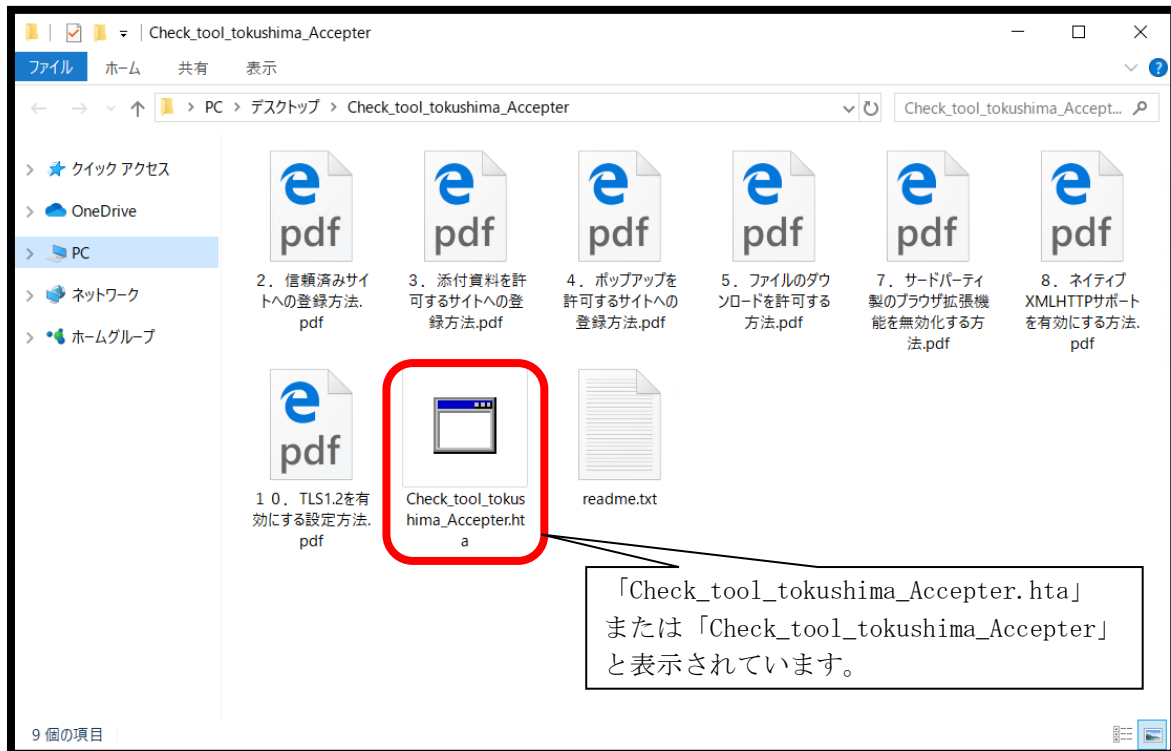 Check_tool_tokushima_Accepter
ファイル ホーム 共有 表示
PC > デスクトップ > Check_tool_tokushima_Accepter
Check_tool_tokushima_Accept...
クイック アクセス
OneDrive
PC
ネットワーク
ホームグループ
pdf
2．信頼済みサイ
トへの登録方法.
pdf
pdf
3．添付資料を許
可するサイトへの登
録方法.pdf
pdf
4．ポップアップを
許可するサイトへの
登録方法.pdf
pdf
5．ファイルのダウ
ンロードを許可する
方法.pdf
pdf
7．サードパーティ
製のブラウザ拡張機
能を無効化する方
法.pdf
pdf
8．ネイティブ
XMLHTTPサポート
を有効にする方法.
pdf
pdf
１０．TLS1.2を有
効にする設定方法.
pdf
Check_tool_tokus
hima_Accepter.ht
a
readme.txt
「Check_tool_tokushima_Accepter.hta」
または「Check_tool_tokushima_Accepter」
と表示されています。
9 個の項目